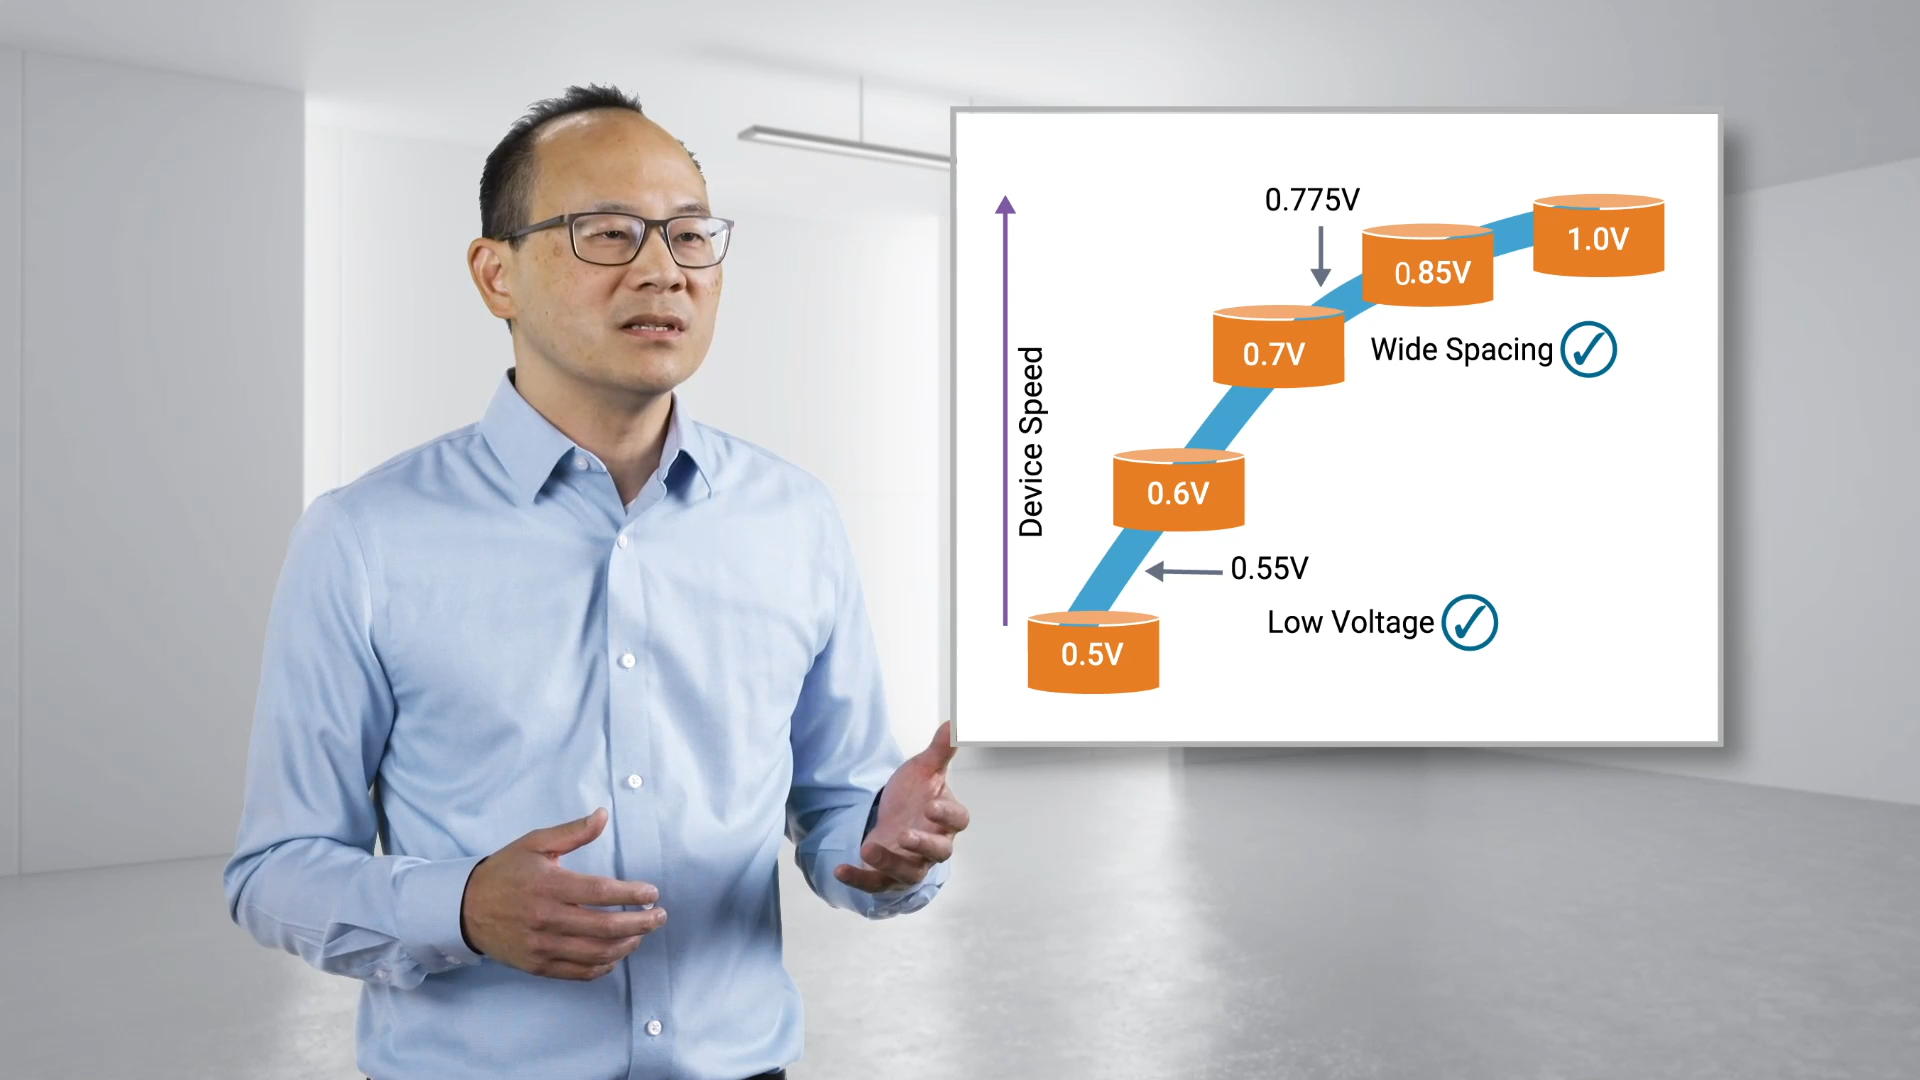 0.775V
1.0V
0.85V
0.7V
Wide Spacing
Device Speed
0.6V
0.55V
Low Voltage
0.5V